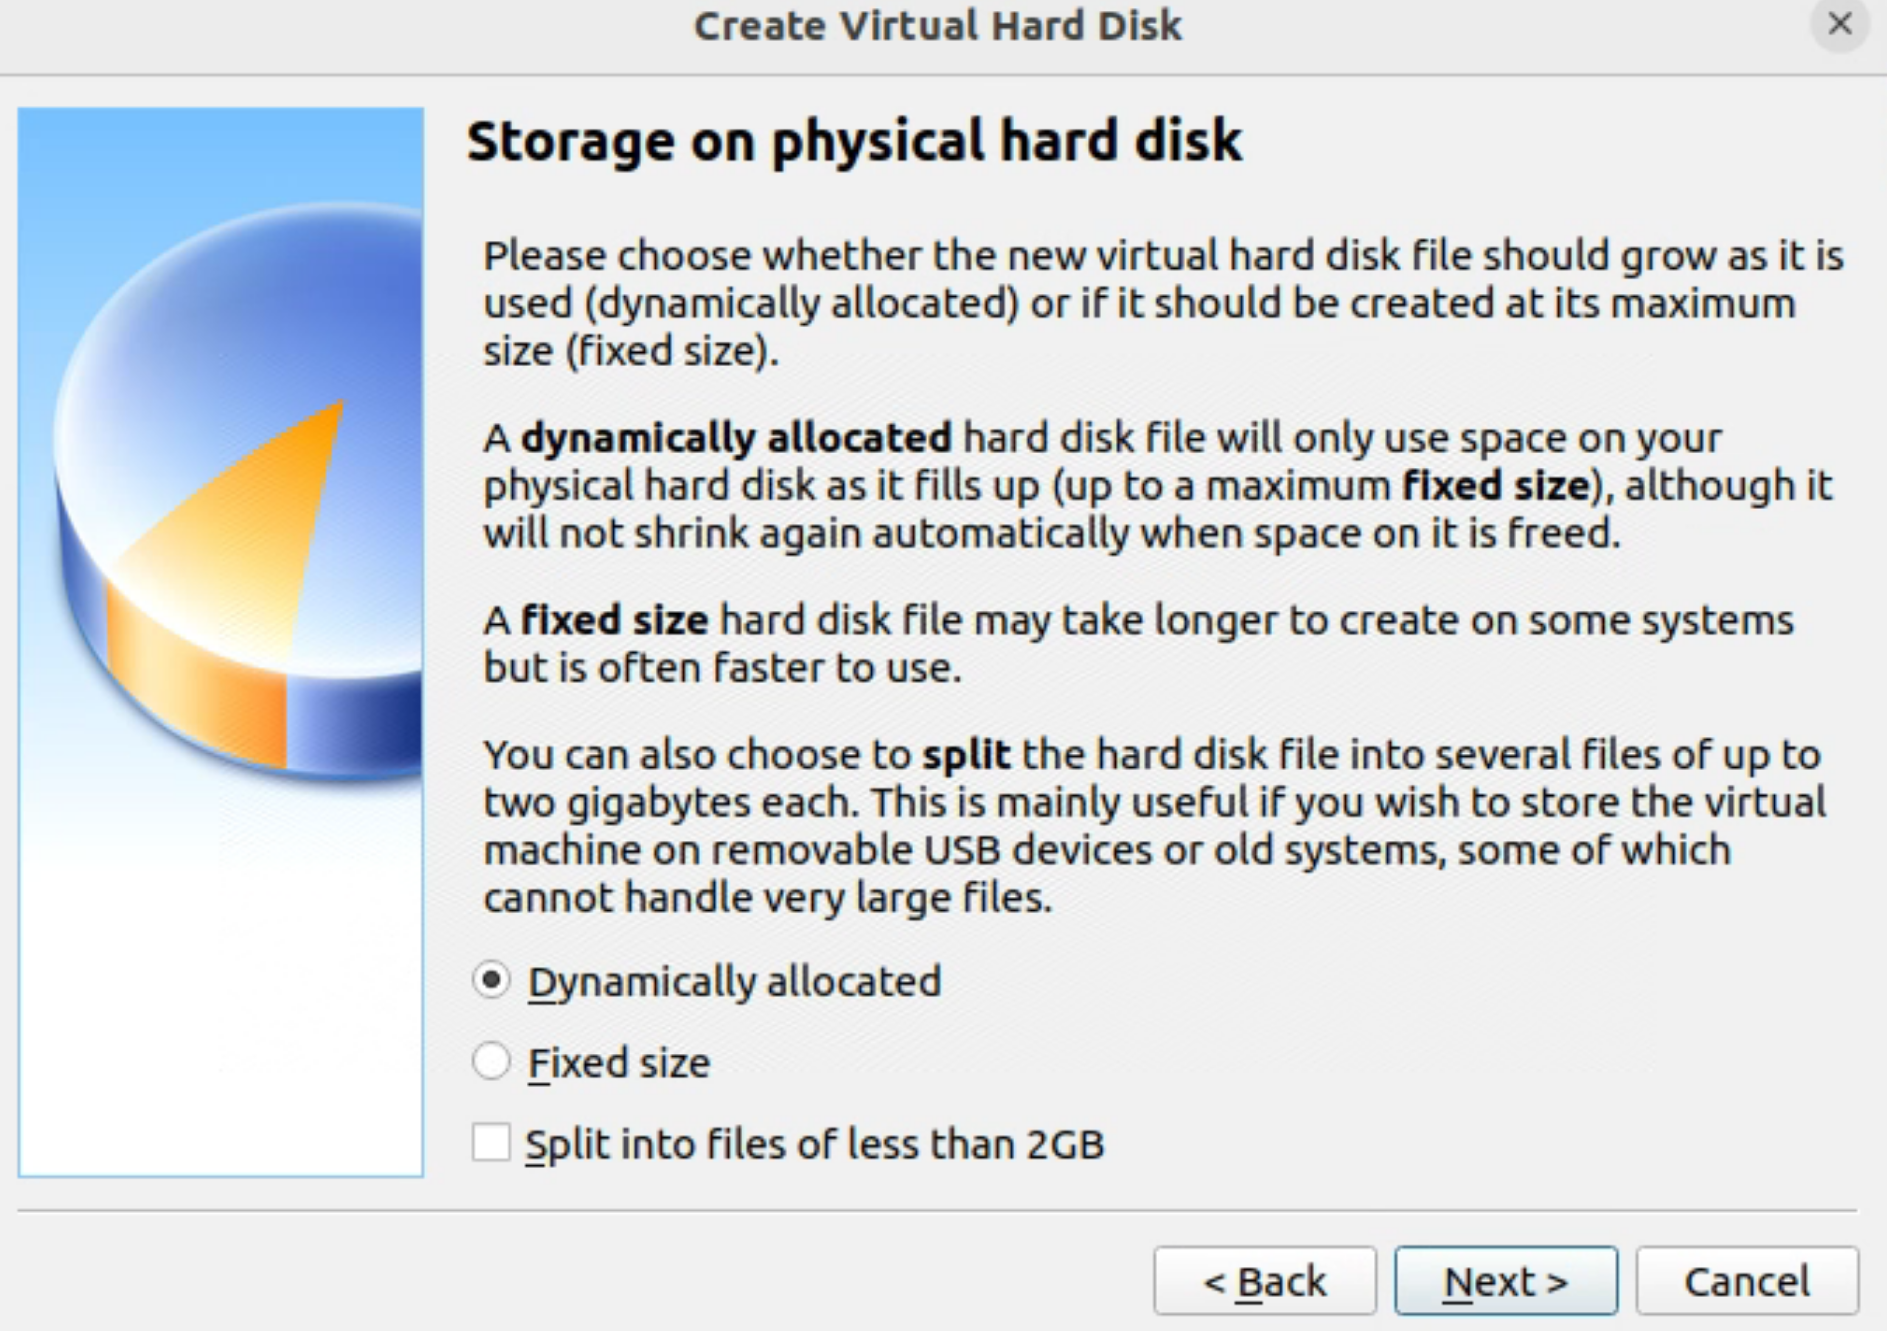 Create Virtual Hard Disk
Storage on physical hard disk
Please choose whether the new virtual hard disk file should grow as it is
used (dynamically allocated) or if it should be created at its maximum
size (fixed size).
A dynamically allocated hard disk file will only use space on your
physical hard disk as it fills up (up to a maximum fixed size), although it
will not shrink again automatically when space on it is freed.
A fixed size hard disk file may take longer to create on some systems
but is often faster to use.
You can also choose to split the hard disk file into several files of up to
two gigabytes each. This is mainly useful if you wish to store the virtual
machine on removable USB devices or old systems, some of which
cannot handle very large files.
Dynamically allocated
Fixed size
Split into files of less than 2GB
< Back
Next >
Cancel